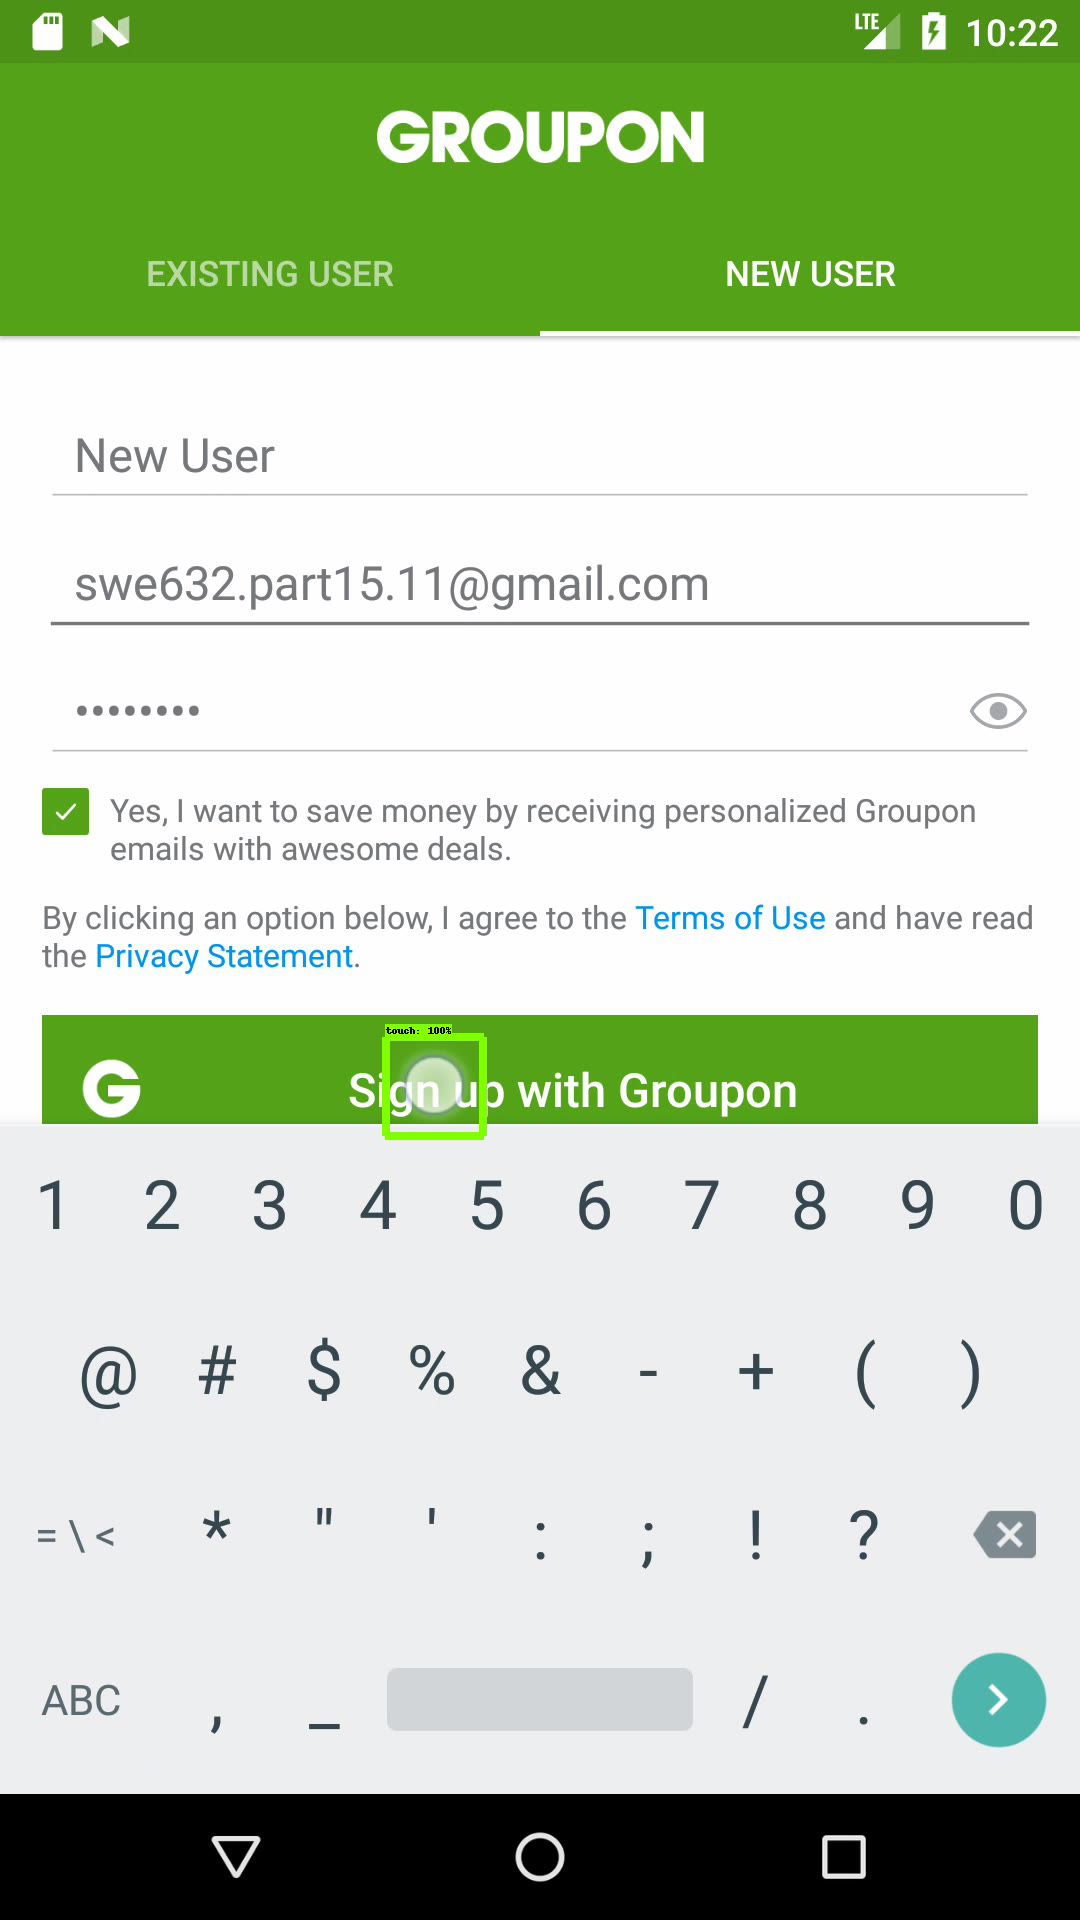 LTE 10:22
GROUPON
EXISTING USER NEW USER
New User
swe632.part15.11@gmail.com
••••••••
Yes, I want to save money by receiving personalized Groupon
emails with awesome deals.
By clicking an option below, I agree to the Terms of Use and have read
the Privacy Statement.
touch: 100%
G Sign up with Groupon
1 2 3 4 5 6 7 8 9 0
@ # $ % & - + ( )
= \ < * " ' : ; ! ?
ABC , _ / .